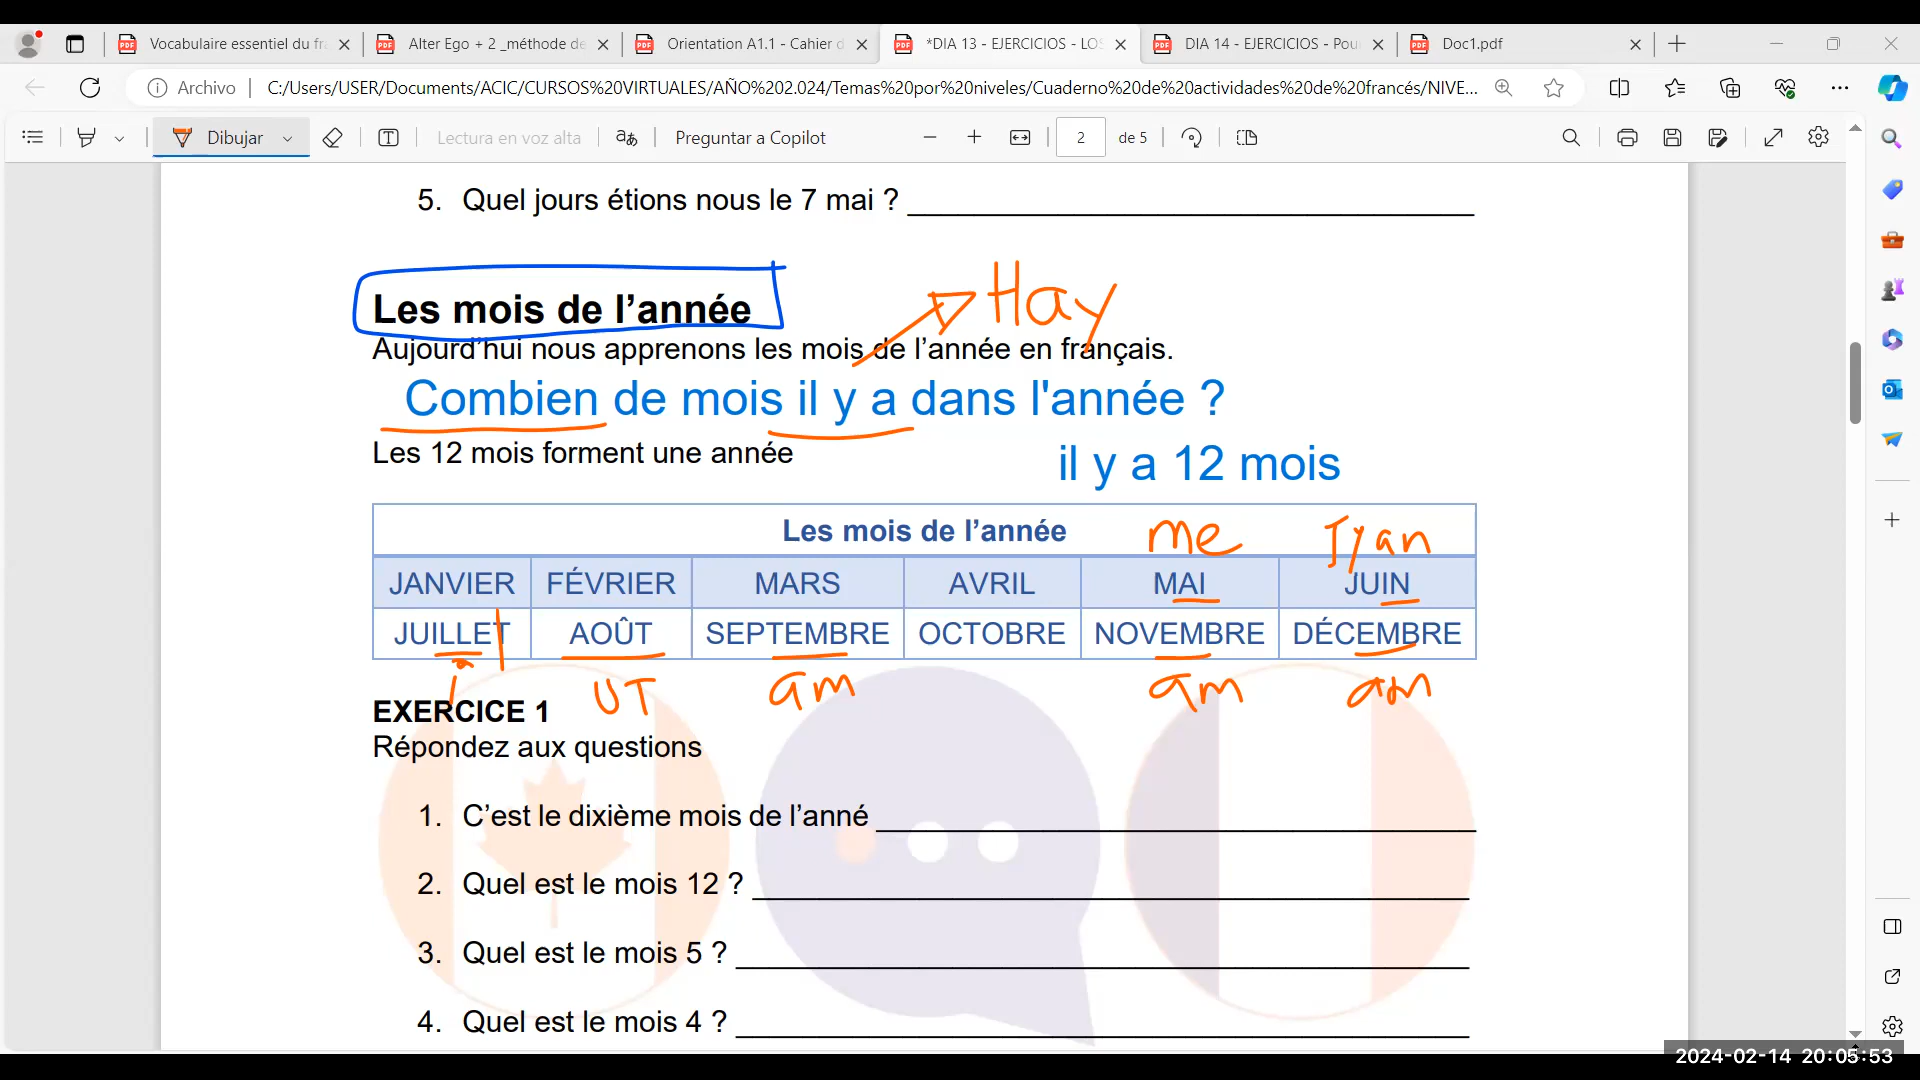 Vocabulaire essentiel du fra
Alter Ego + 2 _méthode de
Orientation A1.1 - Cahier d
*DIA 13 - EJERCICIOS - LOS
DIA 14 - EJERCICIOS - Pou
Doc1.pdf
Archivo
C:/Users/USER/Documents/ACIC/CURSOS%20VIRTUALES/AÑO%202.024/Temas%20por%20niveles/Cuaderno%20de%20actividades%20de%20francés/NIVE...
Dibujar
Lectura en voz alta
Preguntar a Copilot
2 de 5
5. Quel jours étions nous le 7 mai ?
Hay
Les mois de l’année
Aujourd’hui nous apprenons les mois de l’année en français.
Combien de mois il y a dans l'année ?
Les 12 mois forment une année
il y a 12 mois
Les mois de l’année
me
JANVIER FÉVRIER MARS AVRIL MAI JUIN
JUILLET AOÛT SEPTEMBRE OCTOBRE NOVEMBRE DÉCEMBRE
UT am am am
EXERCICE 1
Répondez aux questions
1. C’est le dixième mois de l’anné
2. Quel est le mois 12 ?
3. Quel est le mois 5 ?
4. Quel est le mois 4 ?
2024-02-14 20:05:53